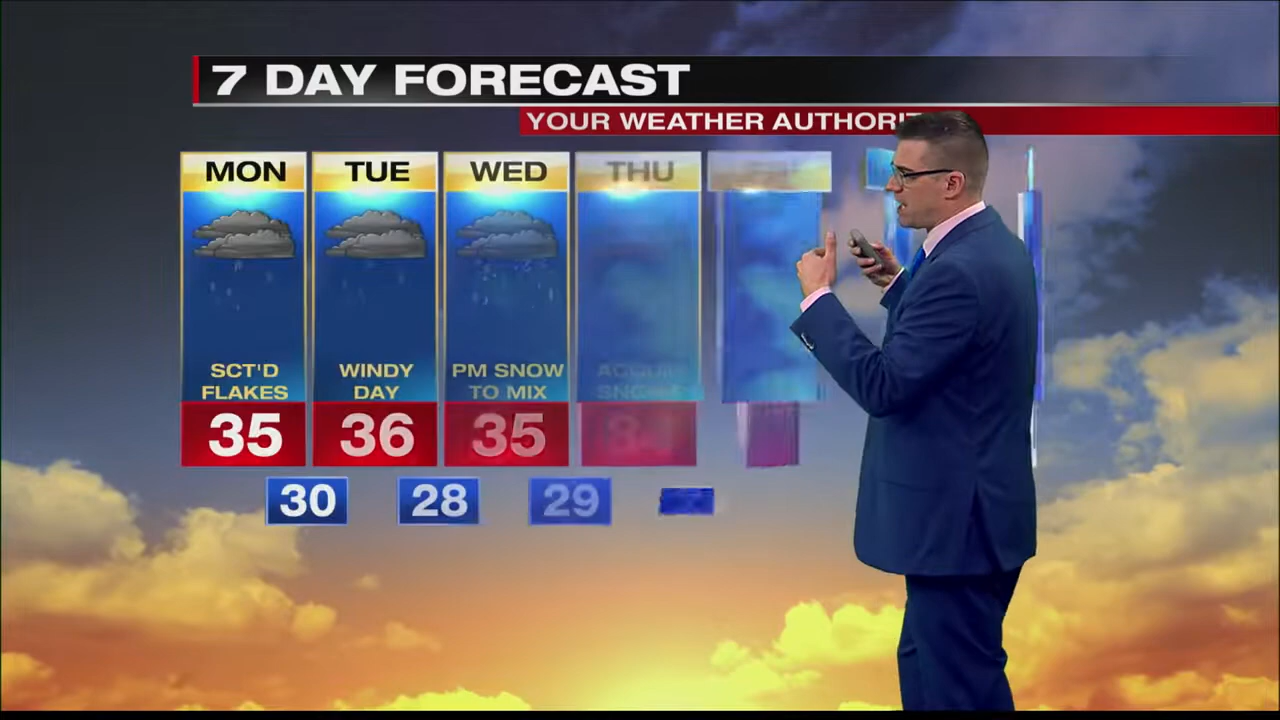 7 DAY FORECAST
YOUR WEATHER AUTHORIT
MON TUE WED THU
SCT'D WINDY PM SNOW
FLAKES DAY TO MIX
35 36 35
30 28 29